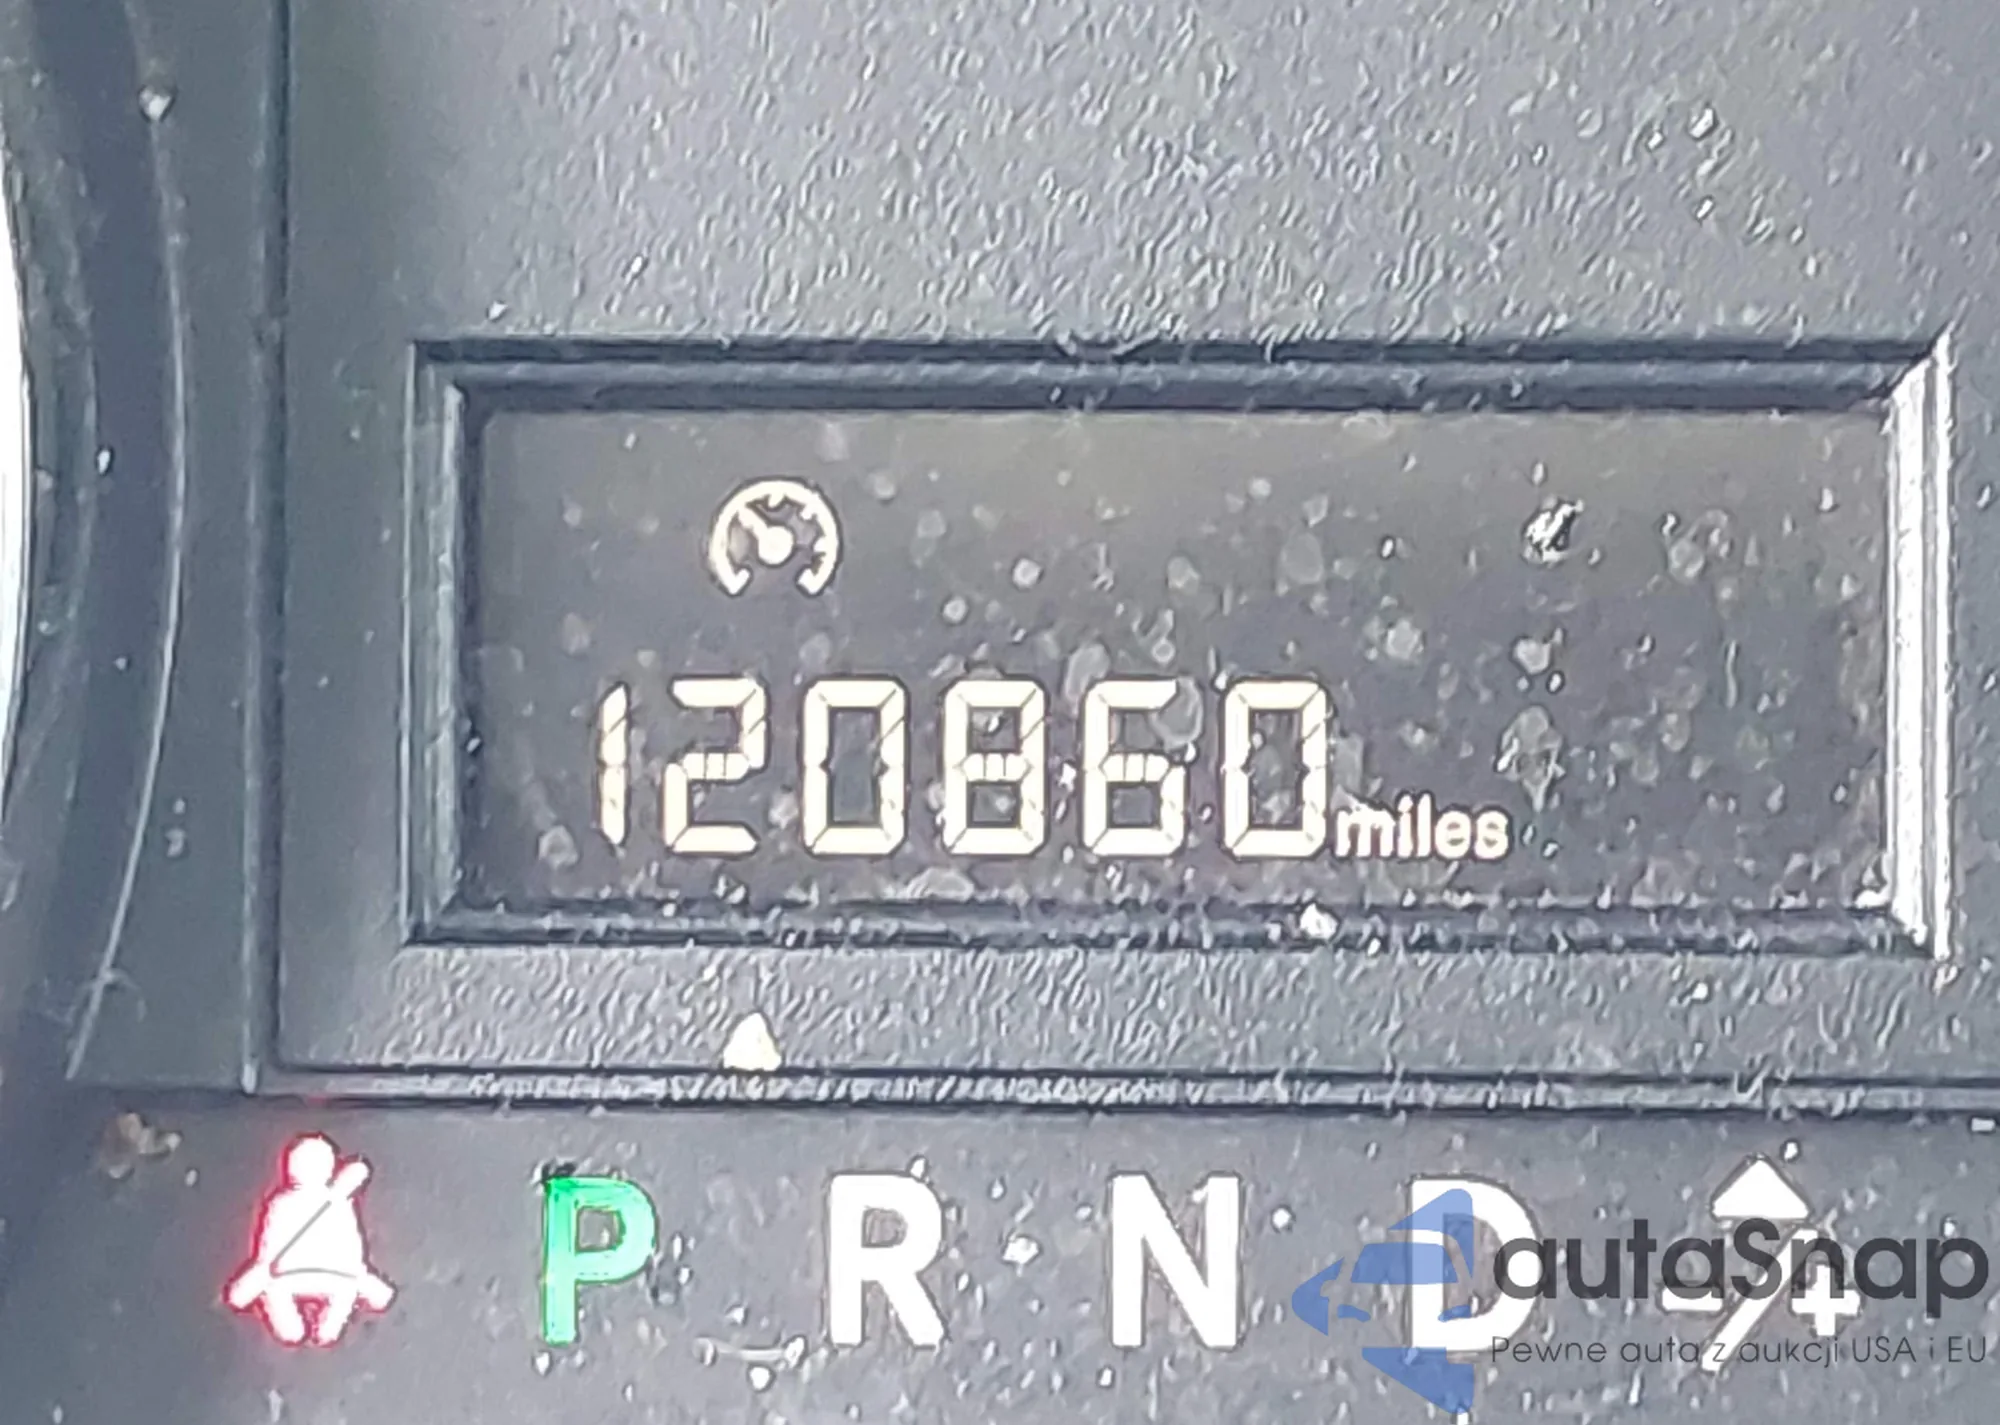 120860 miles
P R N D - +
autaSnap
Pewne auta z aukcji USA i EU